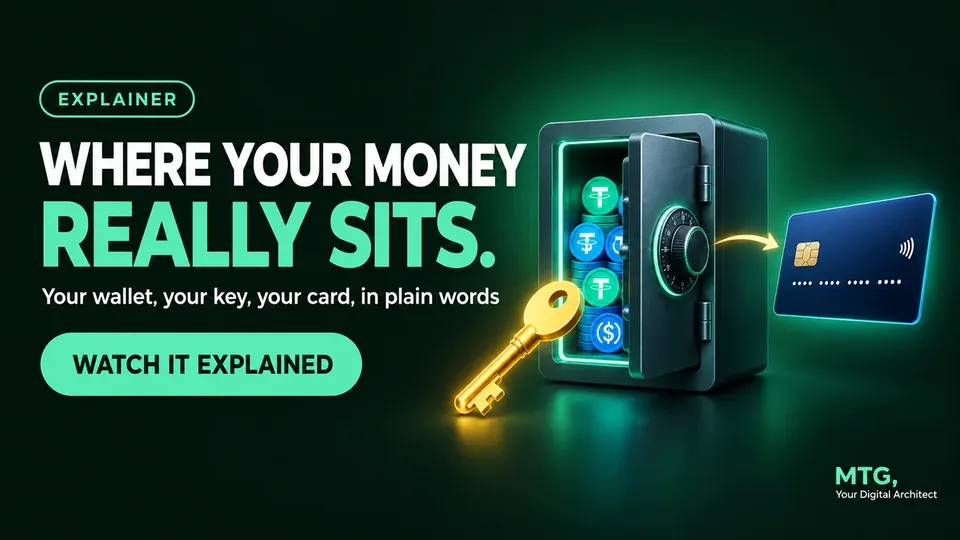 EXPLAINER
WHERE YOUR MONEY
REALLY SITS.
Your wallet, your key, your card, in plain words
WATCH IT EXPLAINED
MTG,
Your Digital Architect